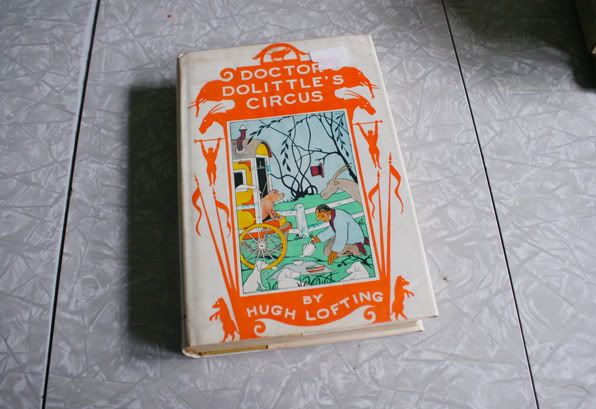 DOCTOR
DOLITTLE'S
CIRCUS
BY
HUGH LOFTING